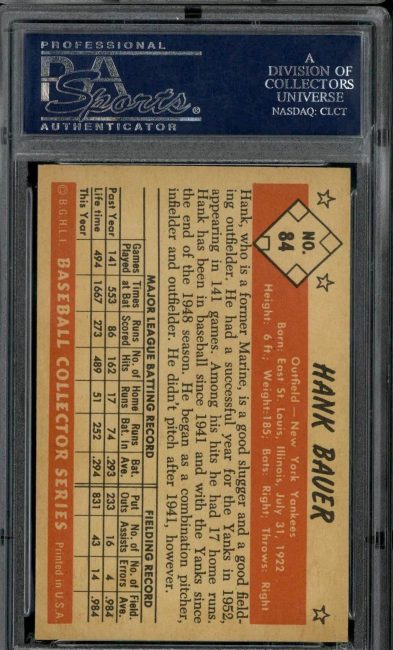 PROFESSIONAL
PSA
Sports®
AUTHENTICATOR
A
DIVISION OF
COLLECTORS
UNIVERSE
NASDAQ: CLCT
NO.
84
HANK BAUER
Outfield—New York Yankees
Born: East St. Louis, Illinois, July 31, 1922
Height: 6 ft.; Weight:185; Bats: Right; Throws: Right
Hank, who is a former Marine, is a good slugger and a good field-
ing outfielder. He had a successful year for the Yanks in 1952,
appearing in 141 games. Among his hits he had 17 home runs
Hank has been in baseball since 1941 and with the Yanks since
the end of the 1948 season. He began as a combination pitcher,
infielder and outfielder. He didn't pitch after 1941, however.
MAJOR LEAGUE BATTING RECORD FIELDING RECORD
Games Times Runs No. of Home Runs Bat. Put No. of No. of Field.
Played at Bat Scored Hits Runs Bat. In Ave. Outs Assists Errors Ave.
Past Year 141 553 86 162 17 74 .293 233 16 4 .984
Life time 494 1667 273 489 51 252 .294 831 43 14 .984
This Year
© B.G.H.L.I. BASEBALL COLLECTOR SERIES Printed in U.S.A